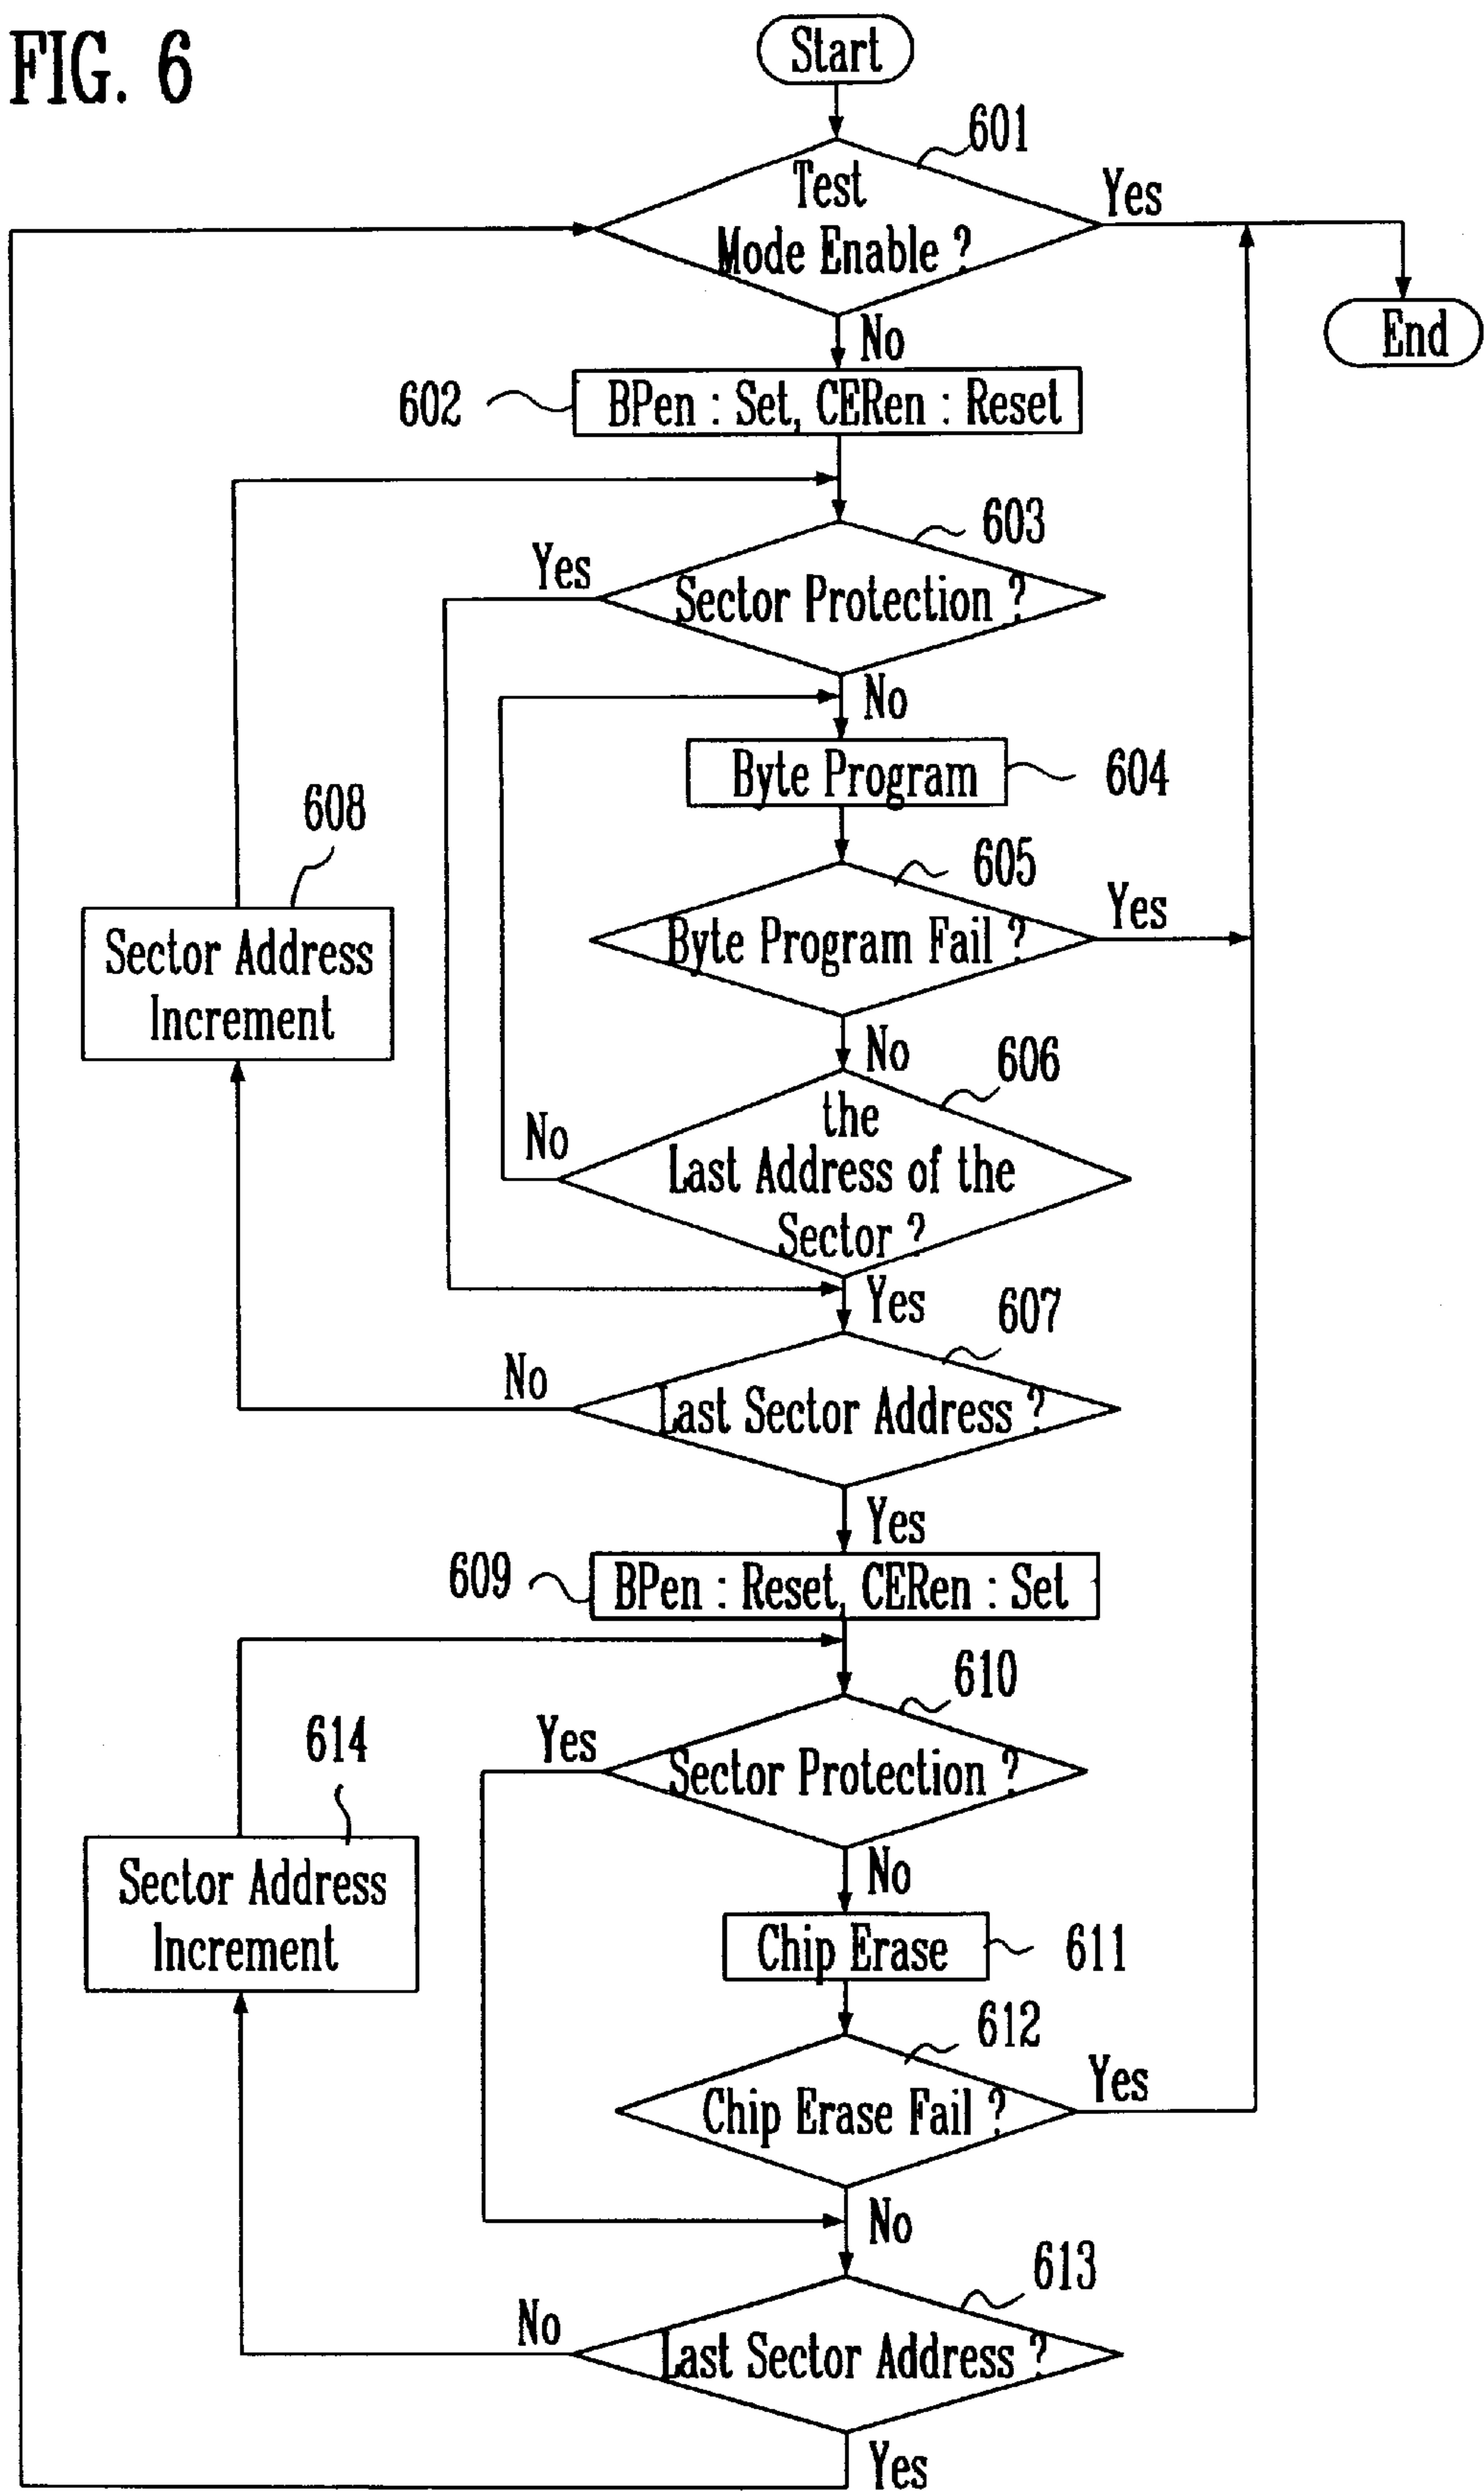 FIG. 6
Start
601
Test
Mode Enable ?
Yes
End
No
602
BPen : Set, CERen : Reset
603
Yes
Sector Protection ?
No
Byte Program
604
608
605
Sector Address
Increment
Byte Program Fail ?
Yes
No
606
the
Last Address of the
Sector ?
No
Yes
607
No
Last Sector Address ?
Yes
609
BPen : Reset, CERen : Set
610
Yes
Sector Protection ?
614
No
Sector Address
Increment
Chip Erase
611
612
Chip Erase Fail ?
Yes
No
613
No
Last Sector Address ?
Yes